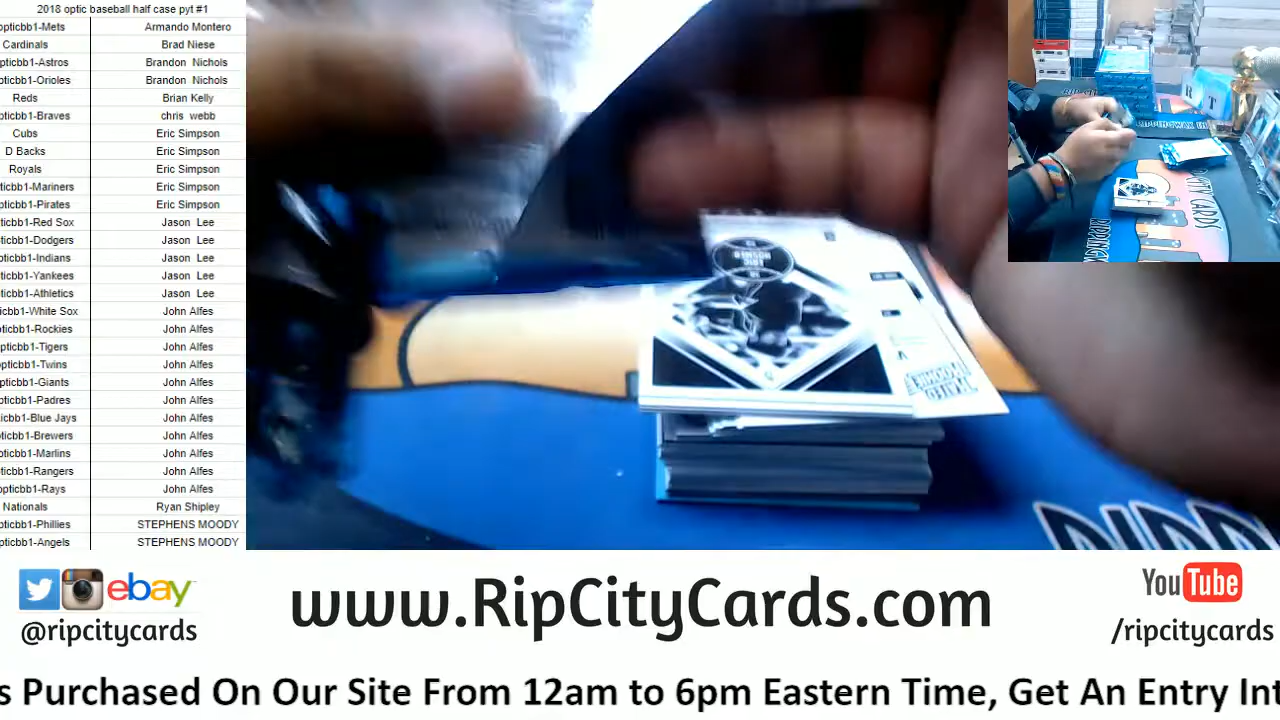 2018 optic baseball half case pyt #1
opticbb1-Mets Armando Montero
Cardinals Brad Niese
pticbb1-Astros Brandon Nichols
pticbb1-Orioles Brandon Nichols
Reds Brian Kelly
pticbb1-Braves chris webb
Cubs Eric Simpson
D Backs Eric Simpson
Royals Eric Simpson
ticbb1-Mariners Eric Simpson
pticbb1-Pirates Eric Simpson
ticbb1-Red Sox Jason Lee
ticbb1-Dodgers Jason Lee
pticbb1-Indians Jason Lee
ticbb1-Yankees Jason Lee
ticbb1-Athletics Jason Lee
icbb1-White Sox John Alfes
ticbb1-Rockies John Alfes
pticbb1-Tigers John Alfes
pticbb1-Twins John Alfes
pticbb1-Giants John Alfes
ticbb1-Padres John Alfes
icbb1-Blue Jays John Alfes
ticbb1-Brewers John Alfes
ticbb1-Marlins John Alfes
ticbb1-Rangers John Alfes
opticbb1-Rays John Alfes
Nationals Ryan Shipley
pticbb1-Phillies STEPHENS MOODY
pticbb1-Angels STEPHENS MOODY
ebay
@ripcitycards
www.RipCityCards.com
YouTube
/ripcitycards
s Purchased On Our Site From 12am to 6pm Eastern Time, Get An Entry Int